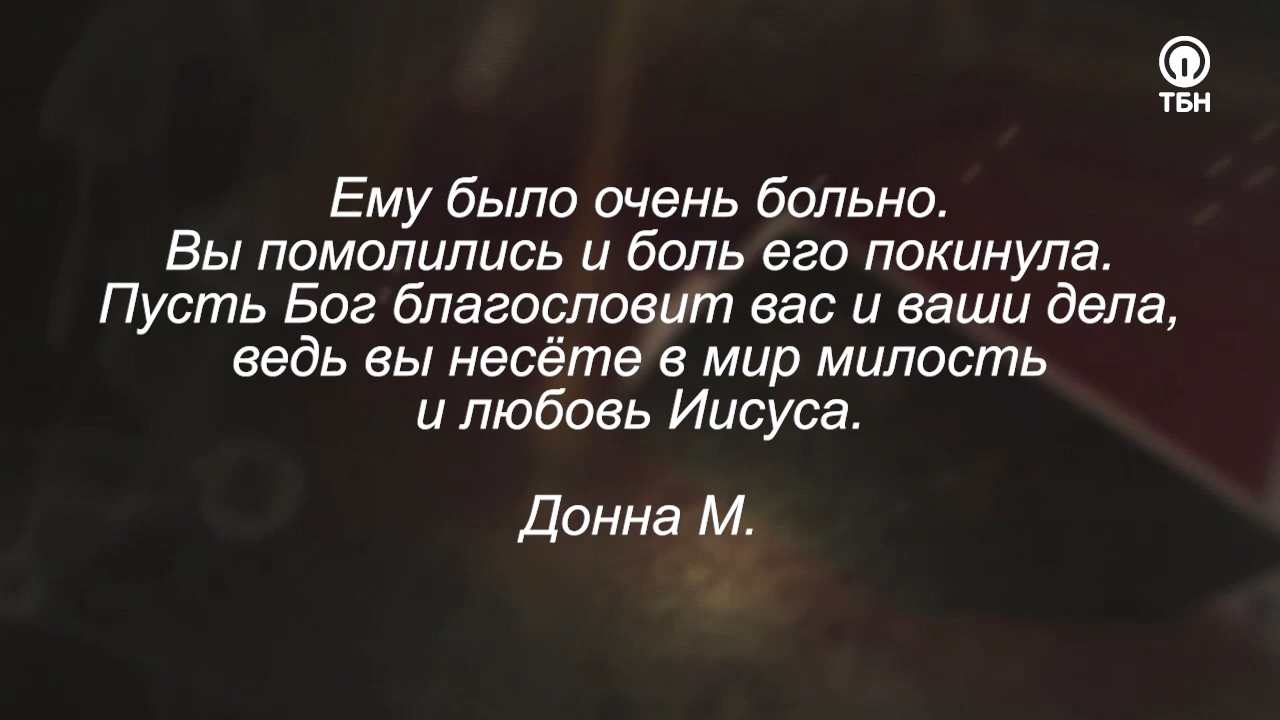 ТБН
Ему было очень больно.
Вы помолились и боль его покинула.
Пусть Бог благословит вас и ваши дела,
ведь вы несёте в мир милость
и любовь Иисуса.
Донна М.